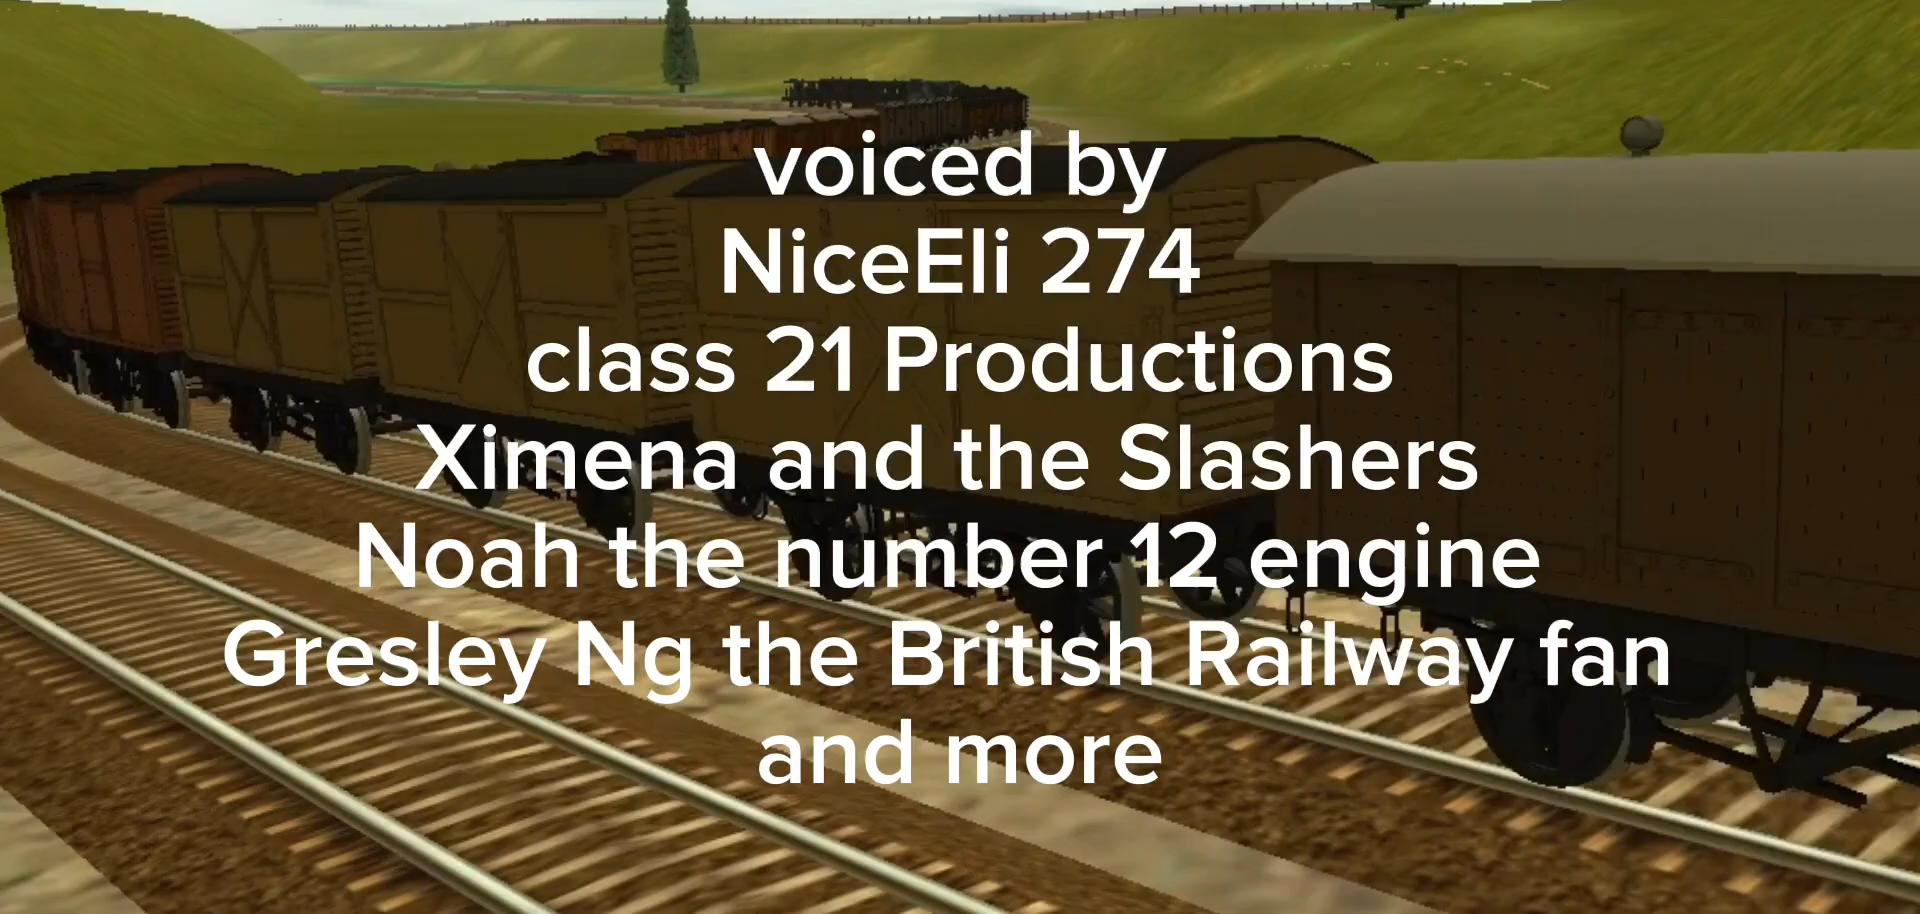 voiced by
NiceEli 274
class 21 Productions
Ximena and the Slashers
Noah the number 12 engine
Gresley Ng the British Railway fan
and more